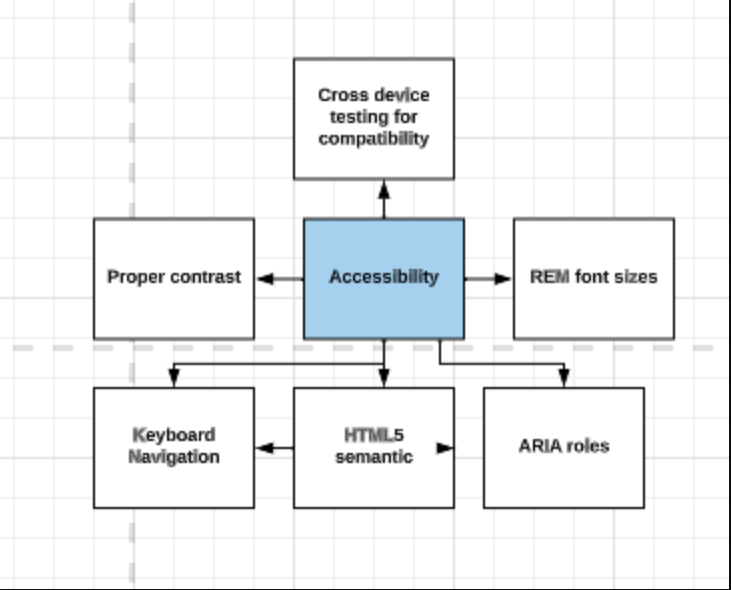 Cross device
testing for
compatibility
Proper contrast
Accessibility
REM font sizes
Keyboard
Navigation
HTML5
semantic
ARIA roles